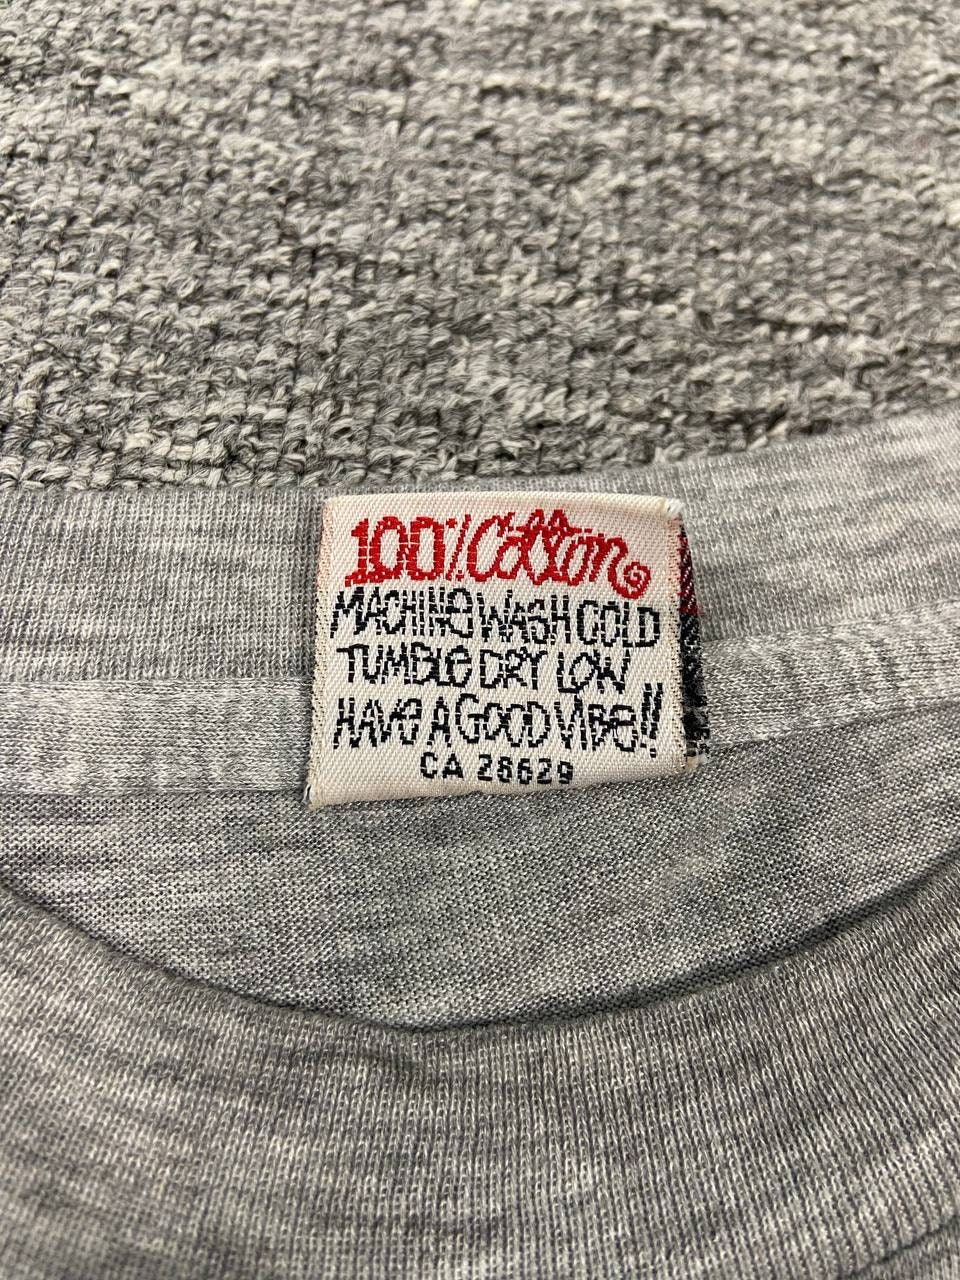 100% Cotton
MACHINE WASH COLD
TUMBLE DRY LOW
HAVE A GOOD VIBE!!
CA 28629